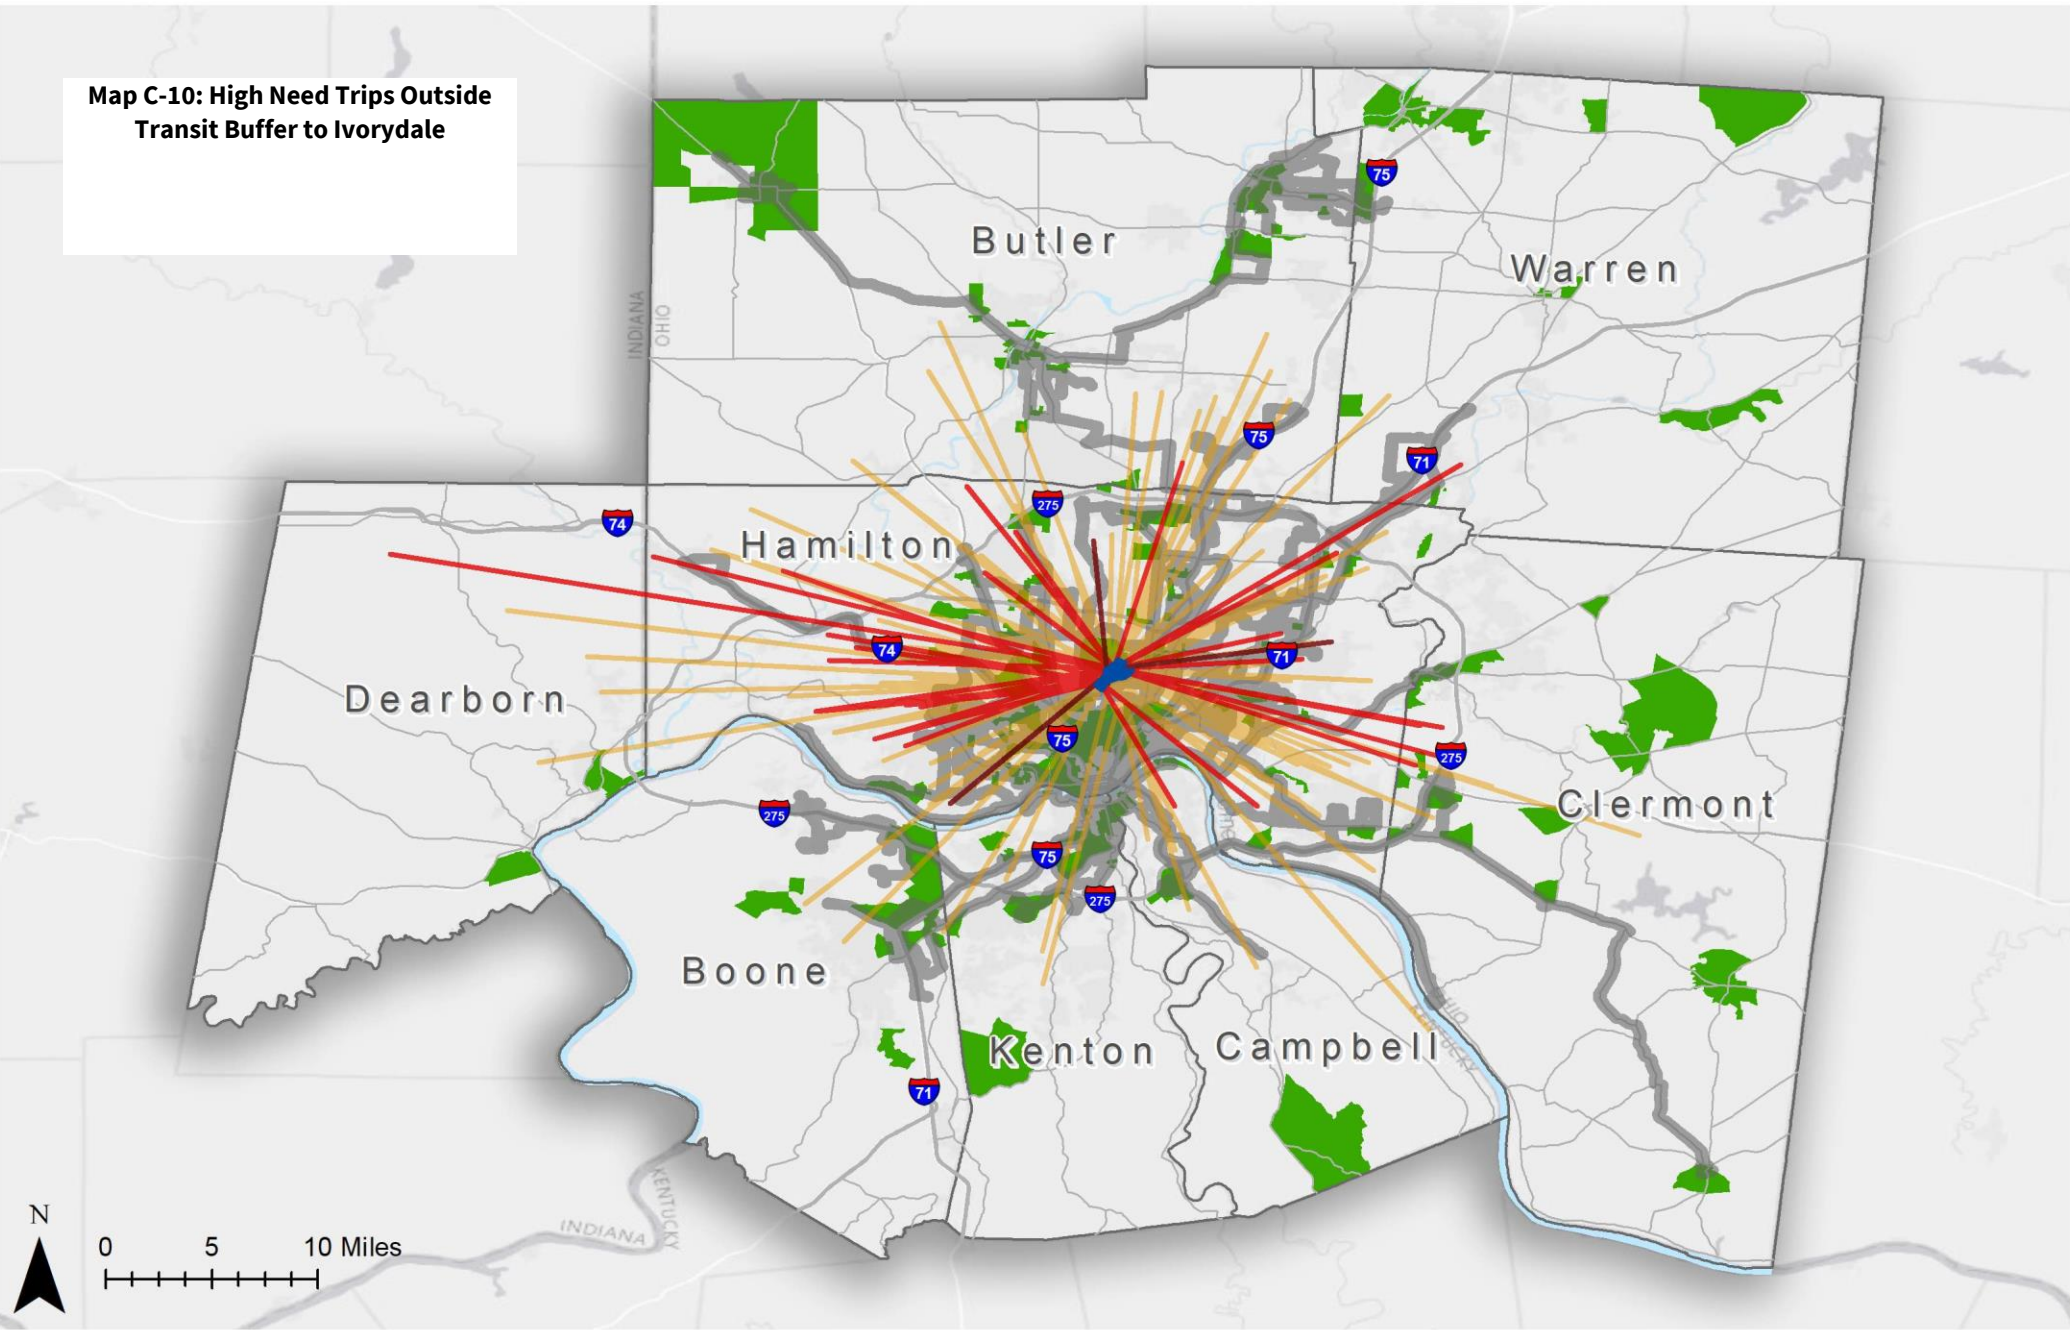 Map C-10: High Need Trips Outside
Transit Buffer to Ivorydale
75
Butler
Warren
INDIANA
OHIO
75
71
275
74
Hamilton
74
71
Dearborn
75
275
275
Clermont
75
275
Boone
OHIO
KENTUCKY
Kenton
Campbell
71
KENTUCKY
INDIANA
N
0 5 10 Miles